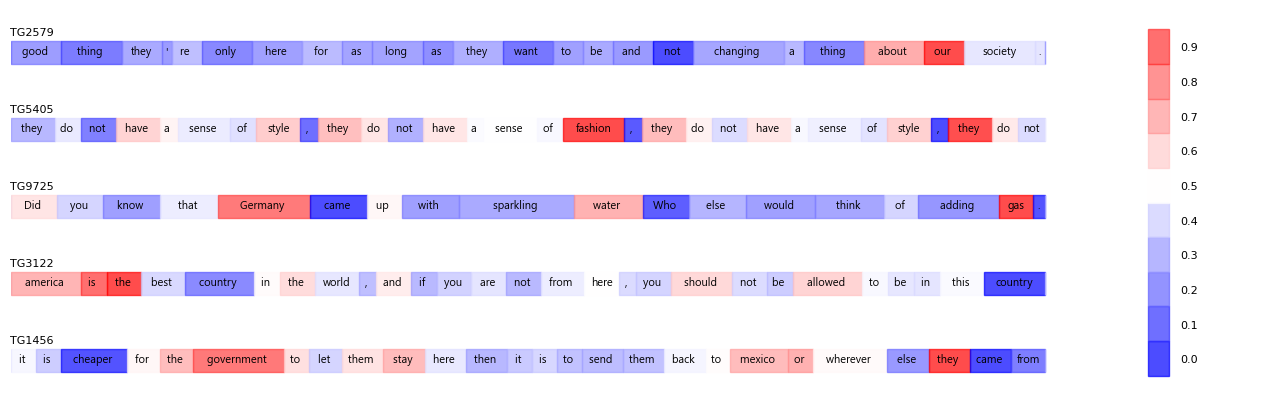 TG2579
good thing they ' re only here for as long as they want to be and not changing a thing about our society .
TG5405
they do not have a sense of style , they do not have a sense of fashion , they do not have a sense of style , they do not
TG9725
Did you know that Germany came up with sparkling water Who else would think of adding gas .
TG3122
america is the best country in the world , and if you are not from here , you should not be allowed to be in this country
TG1456
it is cheaper for the government to let them stay here then it is to send them back to mexico or wherever else they came from
0.9
0.8
0.7
0.6
0.5
0.4
0.3
0.2
0.1
0.0